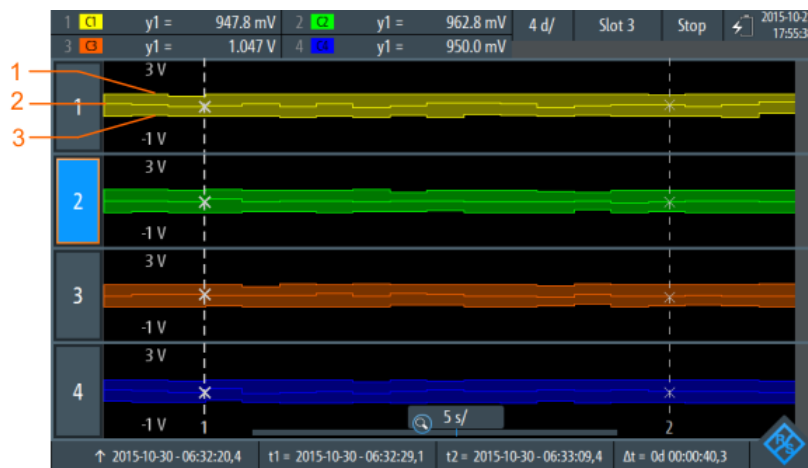 1 C1 y1 = 947.8 mV 2 C2 y1 = 962.8 mV 4 d/ Slot 3 Stop 2015-10-2
3 C3 y1 = 1.047 V 4 C4 y1 = 950.0 mV 17:55:3
1
2
3
3 V
1
-1 V
3 V
2
-1 V
3 V
3
-1 V
3 V
4
-1 V
1
5 s/
2
↑ 2015-10-30 - 06:32:20,4 t1 = 2015-10-30 - 06:32:29,1 t2 = 2015-10-30 - 06:33:09,4 Δt = 0d 00:00:40,3
R&S